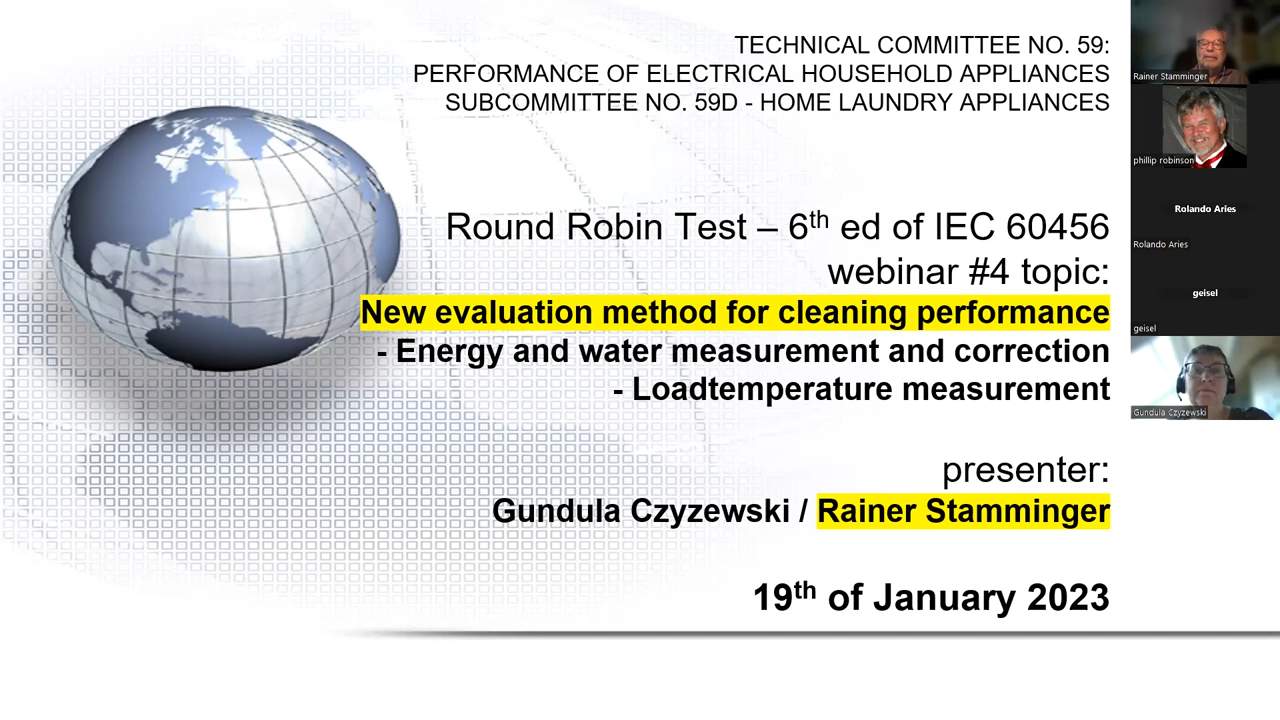 TECHNICAL COMMITTEE NO. 59:
PERFORMANCE OF ELECTRICAL HOUSEHOLD APPLIANCES
SUBCOMMITTEE NO. 59D - HOME LAUNDRY APPLIANCES
Round Robin Test – 6th ed of IEC 60456
webinar #4 topic:
New evaluation method for cleaning performance
- Energy and water measurement and correction
- Loadtemperature measurement
presenter:
Gundula Czyzewski / Rainer Stamminger
19th of January 2023
Rainer Stamminger
phillip robinson
Rolando Aries
Rolando Aries
geisel
geisel
Gundula Czyzewski